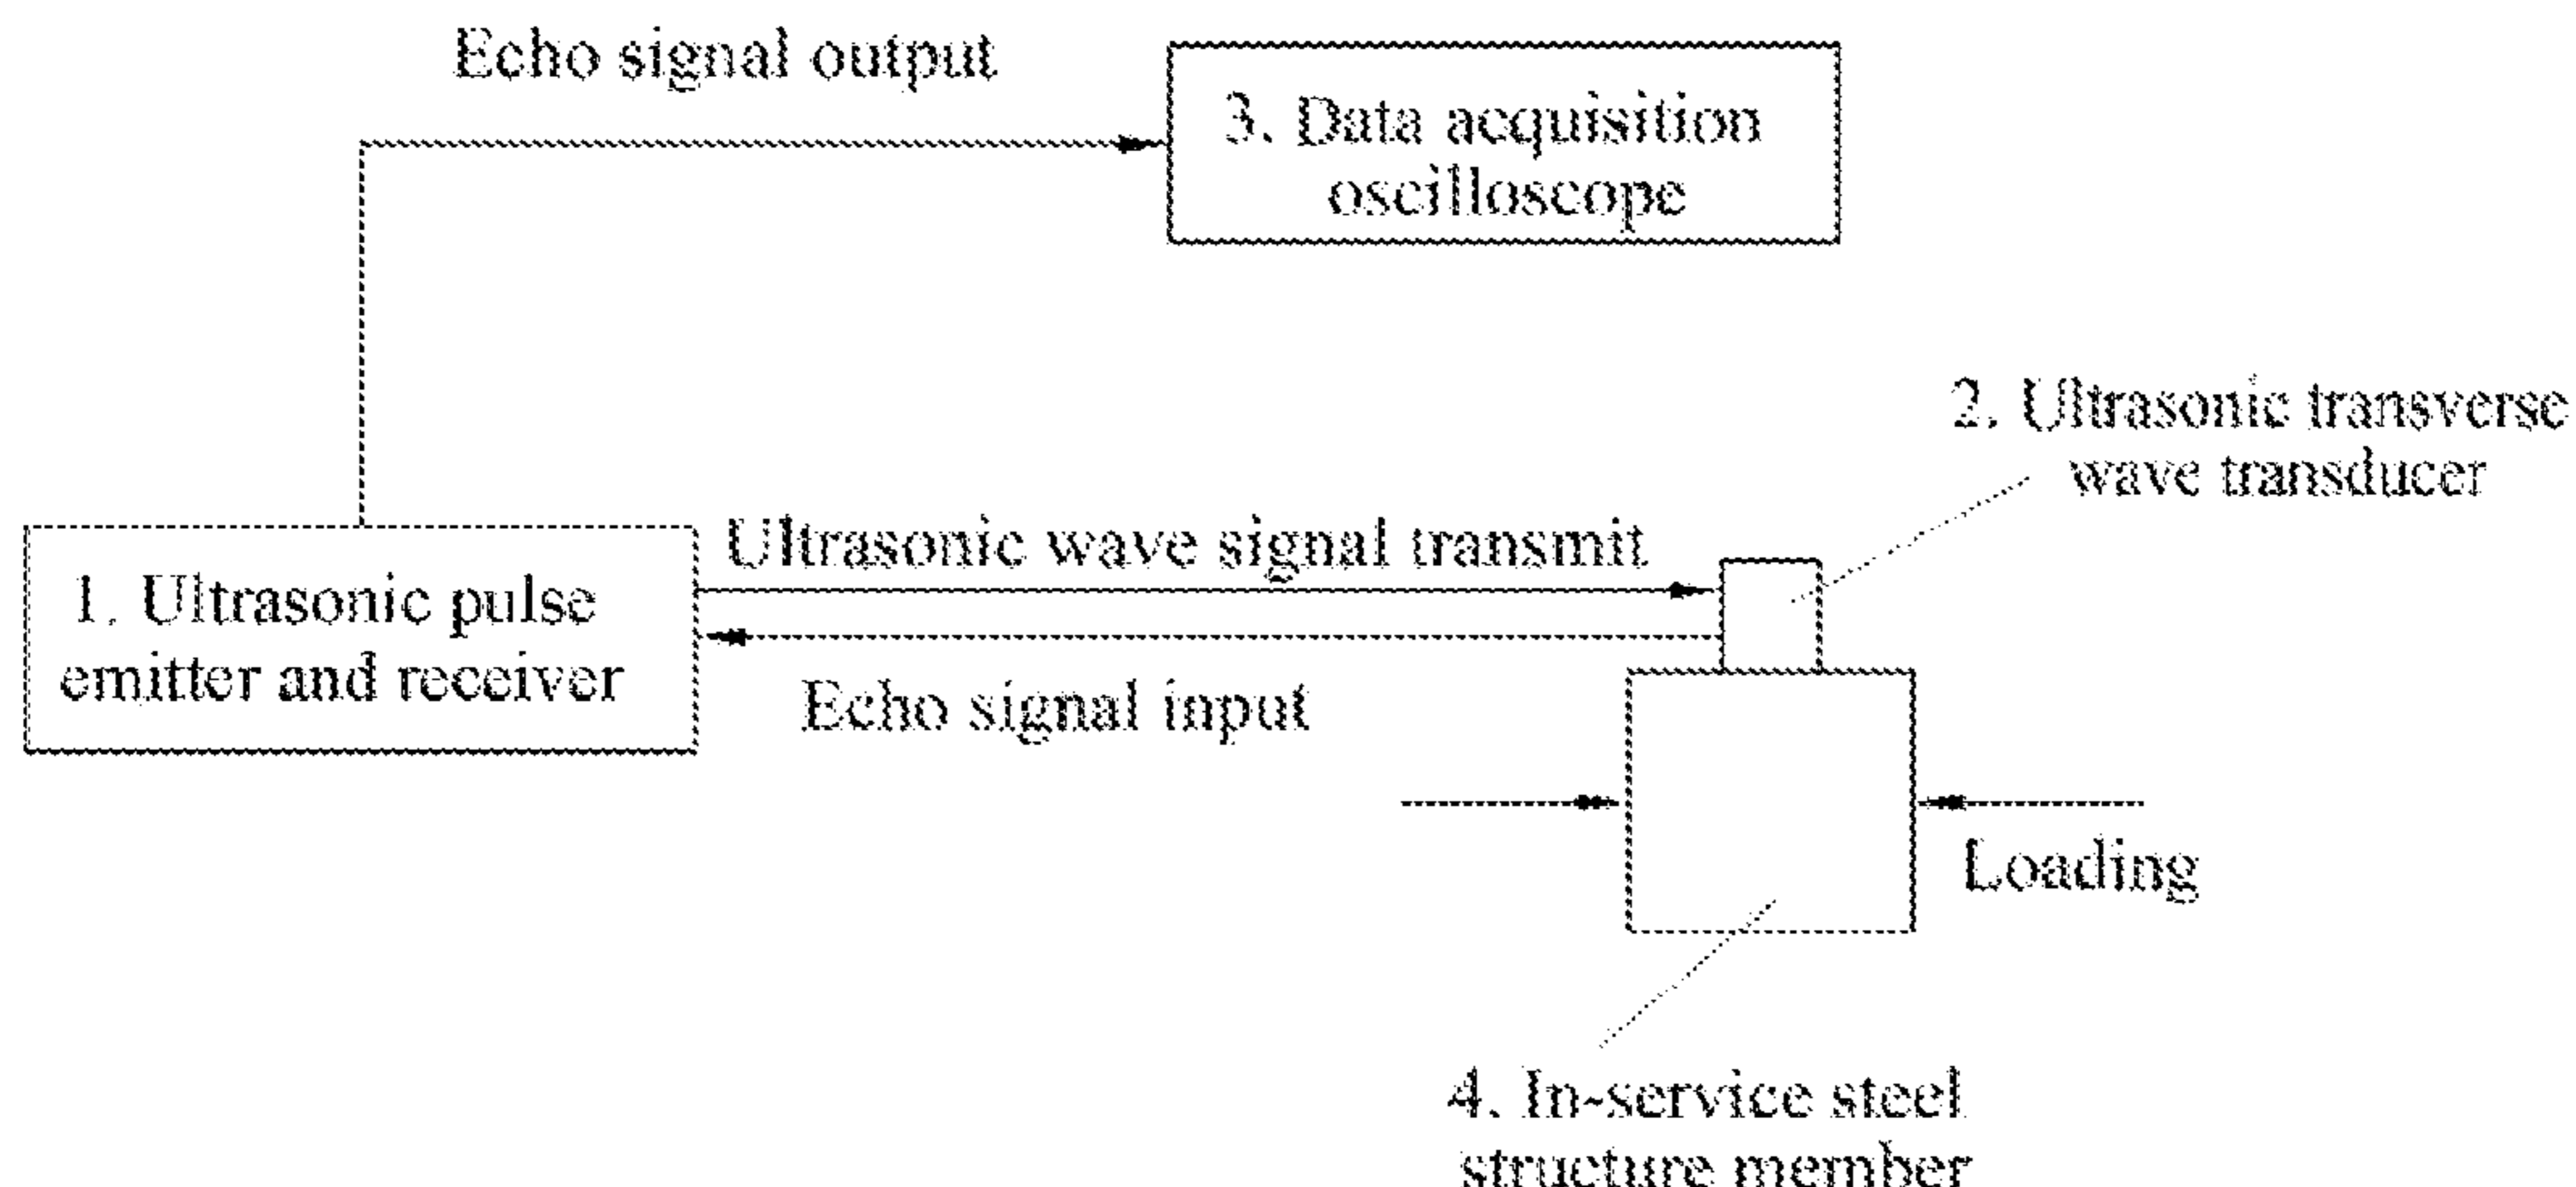 Echo signal output
3. Data acquisition
oscilloscope
2. Ultrasonic transverse
wave transducer
Ultrasonic wave signal transmit
1. Ultrasonic pulse
emitter and receiver
Echo signal input
Loading
4. In-service steel
structure member